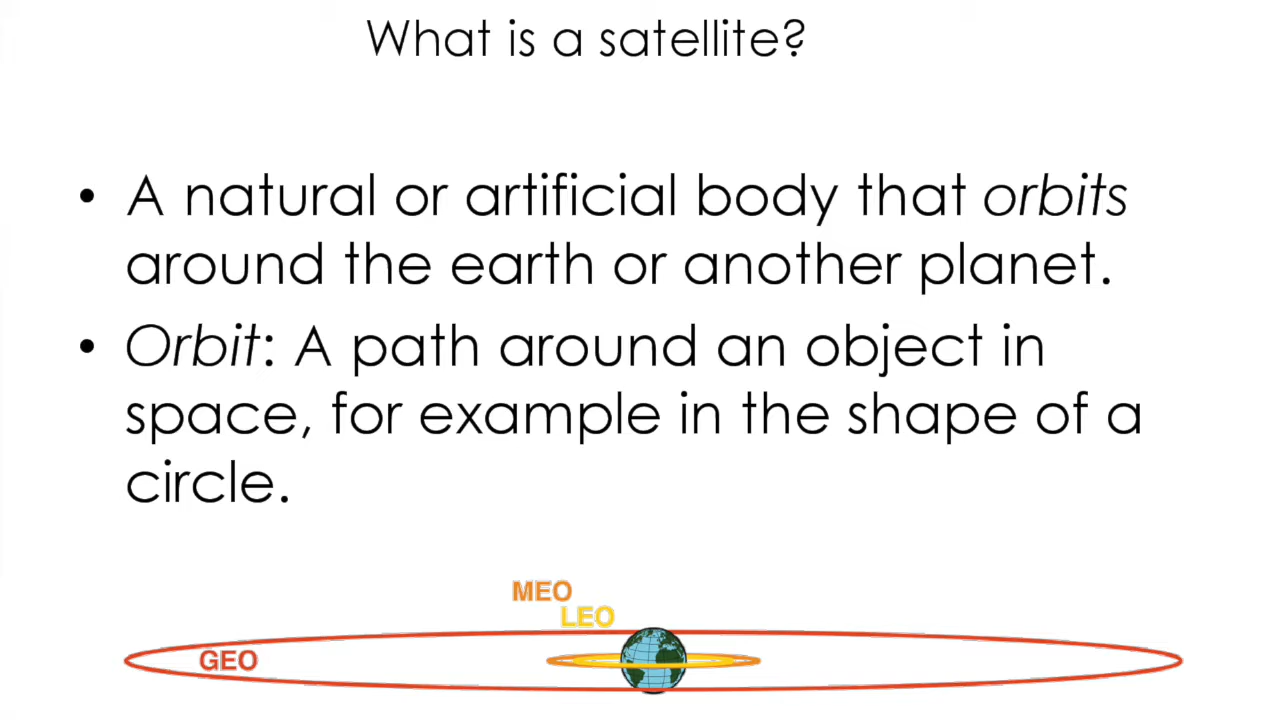 What is a satellite?
• A natural or artificial body that orbits
around the earth or another planet.
• Orbit: A path around an object in
space, for example in the shape of a
circle.
MEO
LEO
GEO